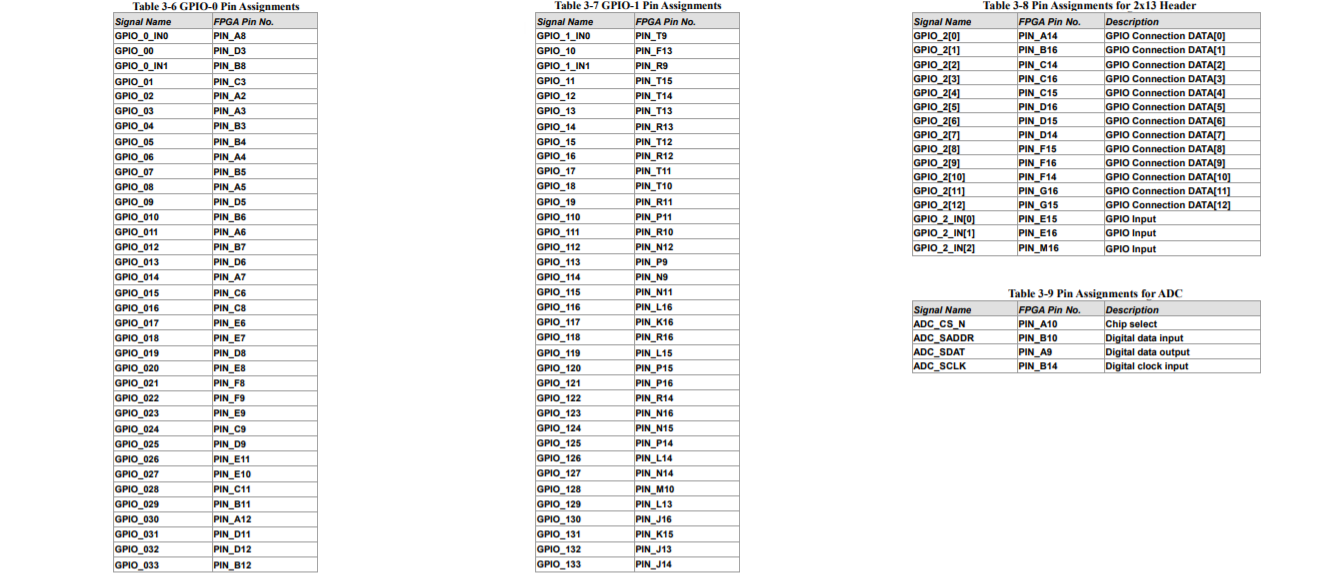 Table 3-6 GPIO-0 Pin Assignments
Signal Name FPGA Pin No.
GPIO_0_IN0 PIN_A8
GPIO_00 PIN_D3
GPIO_0_IN1 PIN_B8
GPIO_01 PIN_C3
GPIO_02 PIN_A2
GPIO_03 PIN_A3
GPIO_04 PIN_B3
GPIO_05 PIN_B4
GPIO_06 PIN_A4
GPIO_07 PIN_B5
GPIO_08 PIN_A5
GPIO_09 PIN_D5
GPIO_010 PIN_B6
GPIO_011 PIN_A6
GPIO_012 PIN_B7
GPIO_013 PIN_D6
GPIO_014 PIN_A7
GPIO_015 PIN_C6
GPIO_016 PIN_C8
GPIO_017 PIN_E6
GPIO_018 PIN_E7
GPIO_019 PIN_D8
GPIO_020 PIN_E8
GPIO_021 PIN_F8
GPIO_022 PIN_F9
GPIO_023 PIN_E9
GPIO_024 PIN_C9
GPIO_025 PIN_D9
GPIO_026 PIN_E11
GPIO_027 PIN_E10
GPIO_028 PIN_C11
GPIO_029 PIN_B11
GPIO_030 PIN_A12
GPIO_031 PIN_D11
GPIO_032 PIN_D12
GPIO_033 PIN_B12
Table 3-7 GPIO-1 Pin Assignments
Signal Name FPGA Pin No.
GPIO_1_IN0 PIN_T9
GPIO_10 PIN_F13
GPIO_1_IN1 PIN_R9
GPIO_11 PIN_T15
GPIO_12 PIN_T14
GPIO_13 PIN_T13
GPIO_14 PIN_R13
GPIO_15 PIN_T12
GPIO_16 PIN_R12
GPIO_17 PIN_T11
GPIO_18 PIN_T10
GPIO_19 PIN_R11
GPIO_110 PIN_P11
GPIO_111 PIN_R10
GPIO_112 PIN_N12
GPIO_113 PIN_P9
GPIO_114 PIN_N9
GPIO_115 PIN_N11
GPIO_116 PIN_L16
GPIO_117 PIN_K16
GPIO_118 PIN_R16
GPIO_119 PIN_L15
GPIO_120 PIN_P15
GPIO_121 PIN_P16
GPIO_122 PIN_R14
GPIO_123 PIN_N16
GPIO_124 PIN_N15
GPIO_125 PIN_P14
GPIO_126 PIN_L14
GPIO_127 PIN_N14
GPIO_128 PIN_M10
GPIO_129 PIN_L13
GPIO_130 PIN_J16
GPIO_131 PIN_K15
GPIO_132 PIN_J13
GPIO_133 PIN_J14
Table 3-8 Pin Assignments for 2x13 Header
Signal Name FPGA Pin No. Description
GPIO_2[0] PIN_A14 GPIO Connection DATA[0]
GPIO_2[1] PIN_B16 GPIO Connection DATA[1]
GPIO_2[2] PIN_C14 GPIO Connection DATA[2]
GPIO_2[3] PIN_C16 GPIO Connection DATA[3]
GPIO_2[4] PIN_C15 GPIO Connection DATA[4]
GPIO_2[5] PIN_D16 GPIO Connection DATA[5]
GPIO_2[6] PIN_D15 GPIO Connection DATA[6]
GPIO_2[7] PIN_D14 GPIO Connection DATA[7]
GPIO_2[8] PIN_F15 GPIO Connection DATA[8]
GPIO_2[9] PIN_F16 GPIO Connection DATA[9]
GPIO_2[10] PIN_F14 GPIO Connection DATA[10]
GPIO_2[11] PIN_G16 GPIO Connection DATA[11]
GPIO_2[12] PIN_G15 GPIO Connection DATA[12]
GPIO_2_IN[0] PIN_E15 GPIO Input
GPIO_2_IN[1] PIN_E16 GPIO Input
GPIO_2_IN[2] PIN_M16 GPIO Input
Table 3-9 Pin Assignments for ADC
Signal Name FPGA Pin No. Description
ADC_CS_N PIN_A10 Chip select
ADC_SADDR PIN_B10 Digital data input
ADC_SDAT PIN_A9 Digital data output
ADC_SCLK PIN_B14 Digital clock input